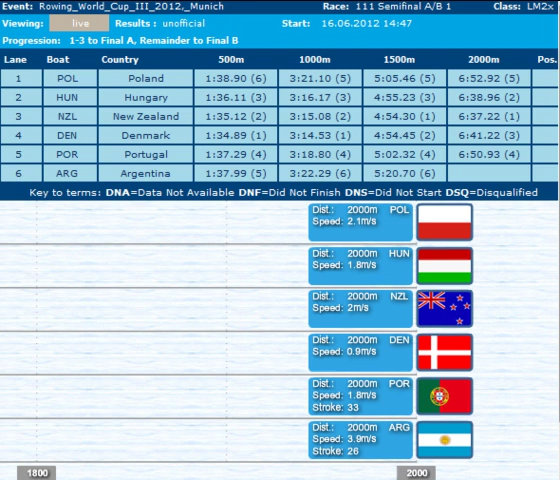 Event: Rowing_World_Cup_III_2012,_Munich Race: 111 Semifinal A/B 1 Class: LM2x
Viewing: live Results : unofficial Start: 16.06.2012 14:47
Progression: 1-3 to Final A, Remainder to Final B
Lane Boat Country 500m 1000m 1500m 2000m Pos.
1 POL Poland 1:38.90 (6) 3:21.10 (5) 5:05.46 (5) 6:52.92 (5)
2 HUN Hungary 1:36.11 (3) 3:16.17 (3) 4:55.23 (3) 6:38.96 (2)
3 NZL New Zealand 1:35.12 (2) 3:15.08 (2) 4:54.30 (1) 6:37.22 (1)
4 DEN Denmark 1:34.89 (1) 3:14.53 (1) 4:54.45 (2) 6:41.22 (3)
5 POR Portugal 1:37.29 (4) 3:18.80 (4) 5:02.32 (4) 6:50.93 (4)
6 ARG Argentina 1:37.99 (5) 3:22.29 (6) 5:20.70 (6)
Key to terms: DNA=Data Not Available DNF=Did Not Finish DNS=Did Not Start DSQ=Disqualified
Dist.: 2000m POL
Speed: 2.1m/s
Dist.: 2000m HUN
Speed: 1.8m/s
Dist.: 2000m NZL
Speed: 2m/s
Dist.: 2000m DEN
Speed: 0.9m/s
Dist.: 2000m POR
Speed: 1.8m/s
Stroke: 33
Dist.: 2000m ARG
Speed: 3.9m/s
Stroke: 26
1800 2000